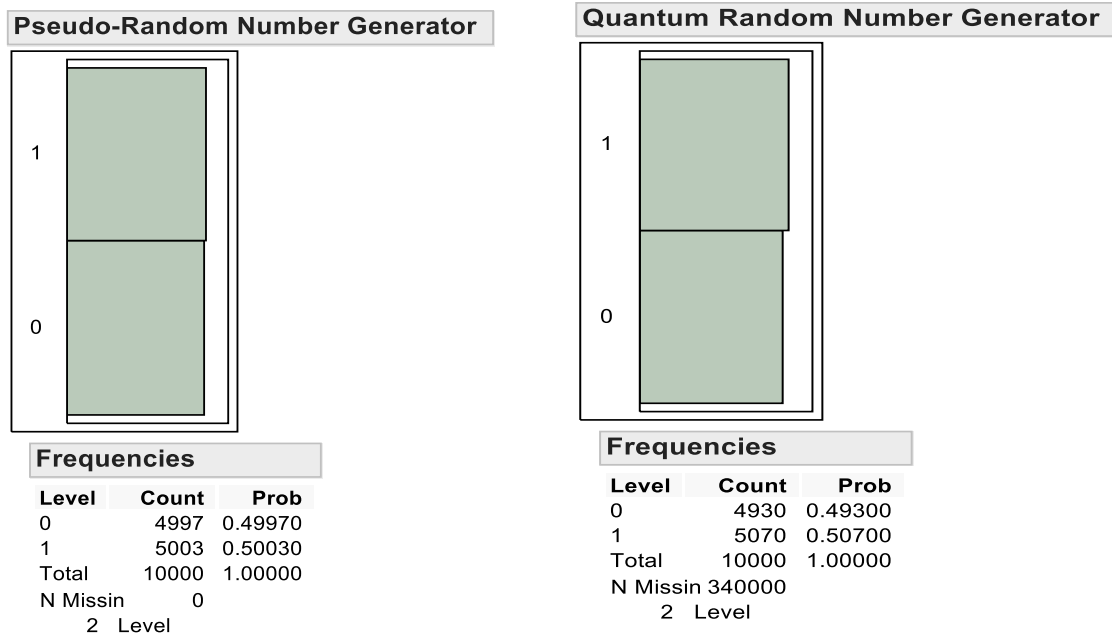 Pseudo-Random Number Generator
1
0
Frequencies
Level Count Prob
0 4997 0.49970
1 5003 0.50030
Total 10000 1.00000
N Missin 0
2 Level
Quantum Random Number Generator
1
0
Frequencies
Level Count Prob
0 4930 0.49300
1 5070 0.50700
Total 10000 1.00000
N Missin 340000
2 Level